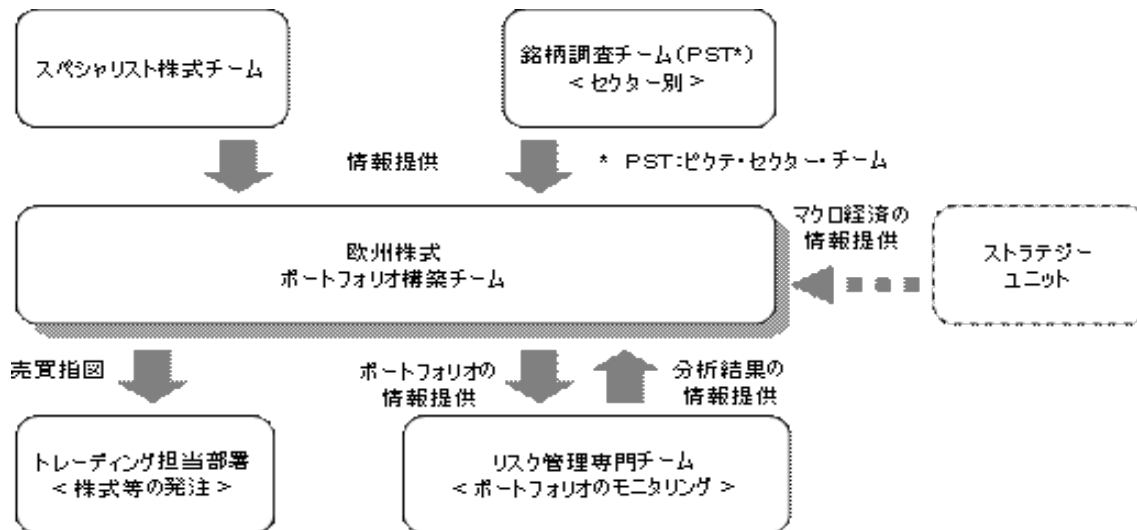 スペシャリスト株式チーム
銘柄調査チーム(PST*)
<セクター別>
情報提供
* PST:ピクテ・セクター・チーム
マクロ経済の
情報提供
欧州株式
ポートフォリオ構築チーム
ストラテジー
ユニット
売買指図
ポートフォリオの
情報提供
分析結果の
情報提供
トレーディング担当部署
<株式等の発注>
リスク管理専門チーム
<ポートフォリオのモニタリング>